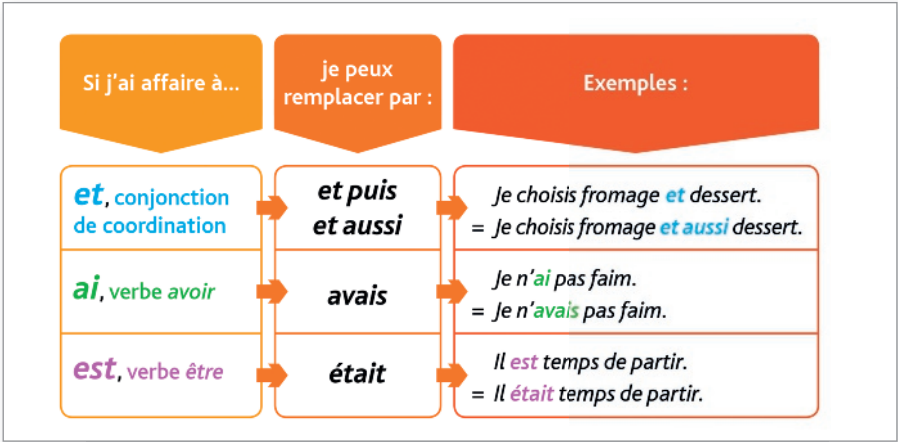 Si j'ai affaire à...
je peux
remplacer par :
Exemples :
et, conjonction
de coordination
et puis
et aussi
Je choisis fromage et dessert.
= Je choisis fromage et aussi dessert.
ai, verbe avoir
avais
Je n'ai pas faim.
= Je n'avais pas faim.
est, verbe être
était
Il est temps de partir.
= Il était temps de partir.